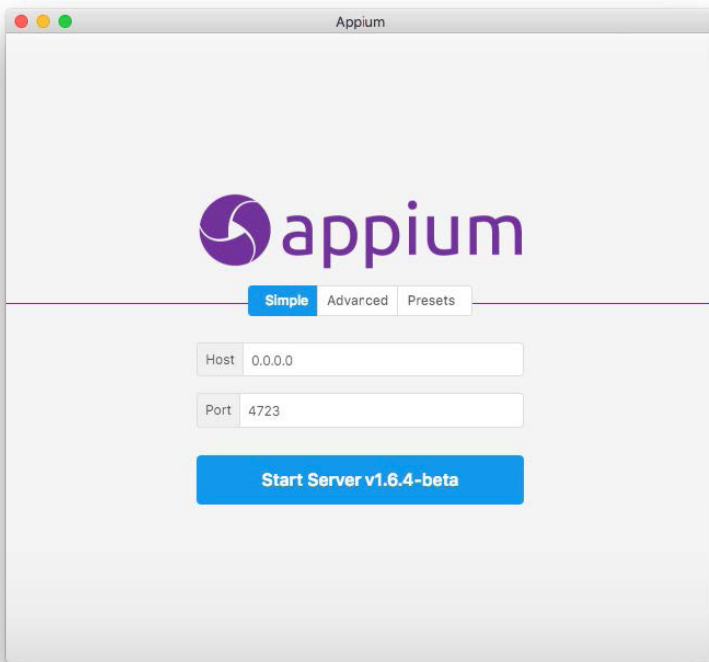 Appium
appium
Simple Advanced Presets
Host 0.0.0.0
Port 4723
Start Server v1.6.4-beta